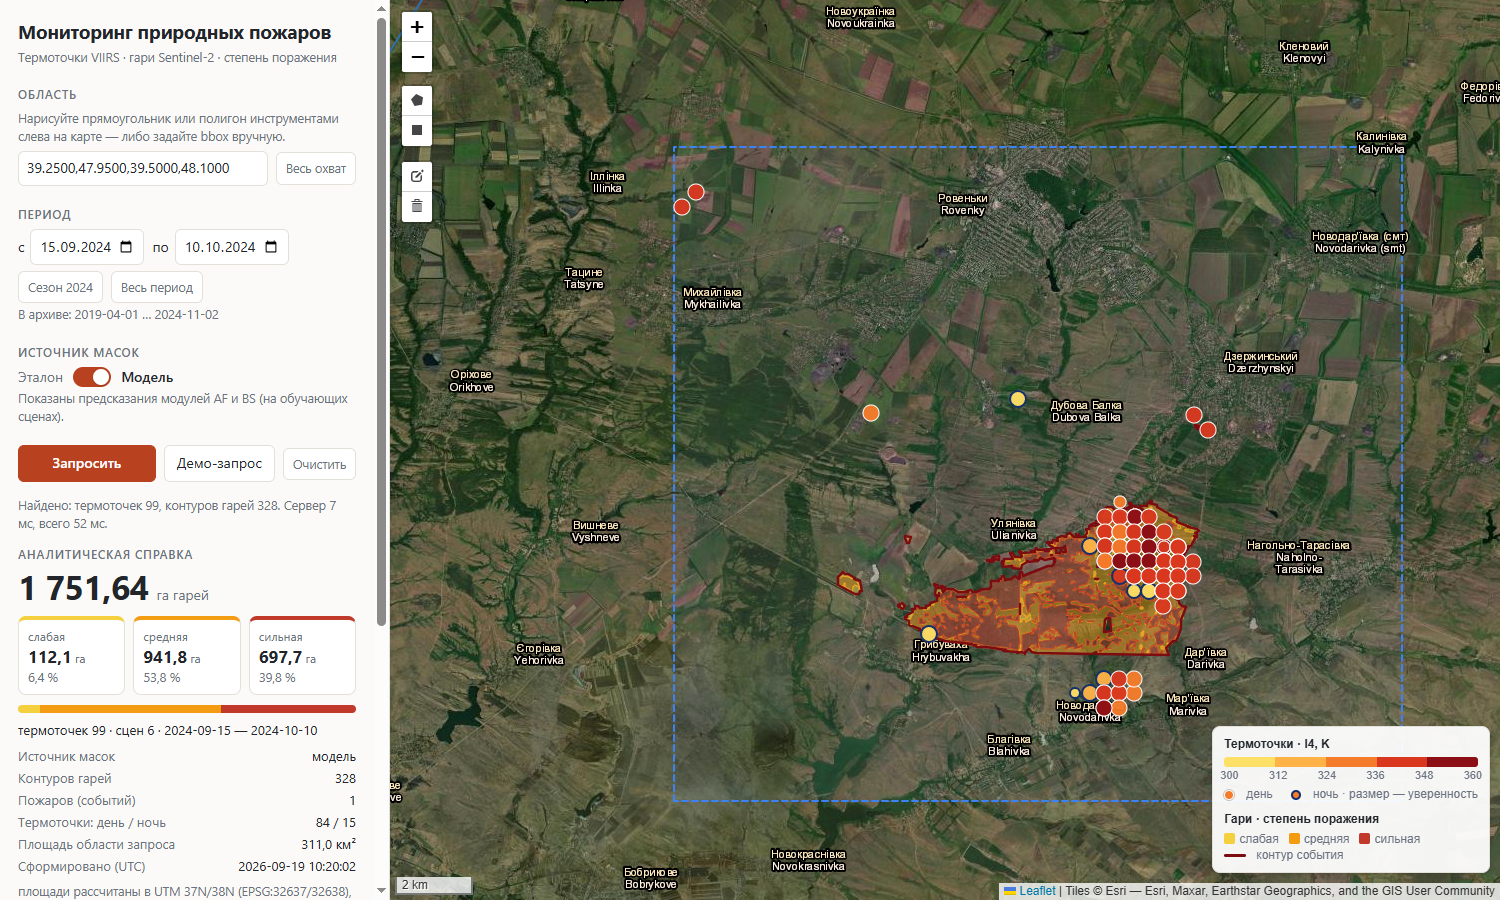 Мониторинг природных пожаров
Термоточки VIIRS · гари Sentinel-2 · степень поражения
ОБЛАСТЬ
Нарисуйте прямоугольник или полигон инструментами
слева на карте — либо задайте bbox вручную.
39.2500,47.9500,39.5000,48.1000
Весь охват
ПЕРИОД
с 15.09.2024 по 10.10.2024
Сезон 2024
Весь период
В архиве: 2019-04-01 … 2024-11-02
ИСТОЧНИК МАСОК
Эталон Модель
Показаны предсказания модулей AF и BS (на обучающих
сценах).
Запросить
Демо-запрос
Очистить
Найдено: термоточек 99, контуров гарей 328. Сервер 7
мс, всего 52 мс.
АНАЛИТИЧЕСКАЯ СПРАВКА
1 751,64 га гарей
слабая
112,1 га
6,4 %
средняя
941,8 га
53,8 %
сильная
697,7 га
39,8 %
термоточек 99 · сцен 6 · 2024-09-15 — 2024-10-10
Источник масок модель
Контуров гарей 328
Пожаров (событий) 1
Термоточки: день / ночь 84 / 15
Площадь области запроса 311,0 км²
Сформировано (UTC) 2026-09-19 10:20:02
площади рассчитаны в UTM 37N/38N (EPSG:32637/32638),
+
−
Новоукраїнка
Novoukrainka
Кленовий
Klenovyi
Федорів
Fedoriv
Калинівка
Kalynivka
Іллінка
Illinka
Ровеньки
Rovenky
Новодар'ївка (смт)
Novodarivka (smt)
Тацине
Tatsyne
Михайлівка
Mykhailivka
Дзержинський
Dzerzhynskyi
Оріхове
Orikhove
Дубова Балка
Dubova Balka
Вишневе
Vyshneve
Улянівка
Ulianivka
Нагольно-Тарасівка
Naholno-
Tarasivka
Єгорівка
Yehorivka
Грибуваха
Hrybuvakha
Дар'ївка
Darivka
Новода
Novodarivka
Мар'ївка
Marivka
Благівка
Blahivka
ве
ve
Новокраснівка
Novokrasnivka
Бобрикове
Bobrykove
2 km
Термоточки · I4, K
300 312 324 336 348 360
день ночь · размер — уверенность
Гари · степень поражения
слабая средняя сильная
контур события
Leaflet | Tiles © Esri — Esri, Maxar, Earthstar Geographics, and the GIS User Community